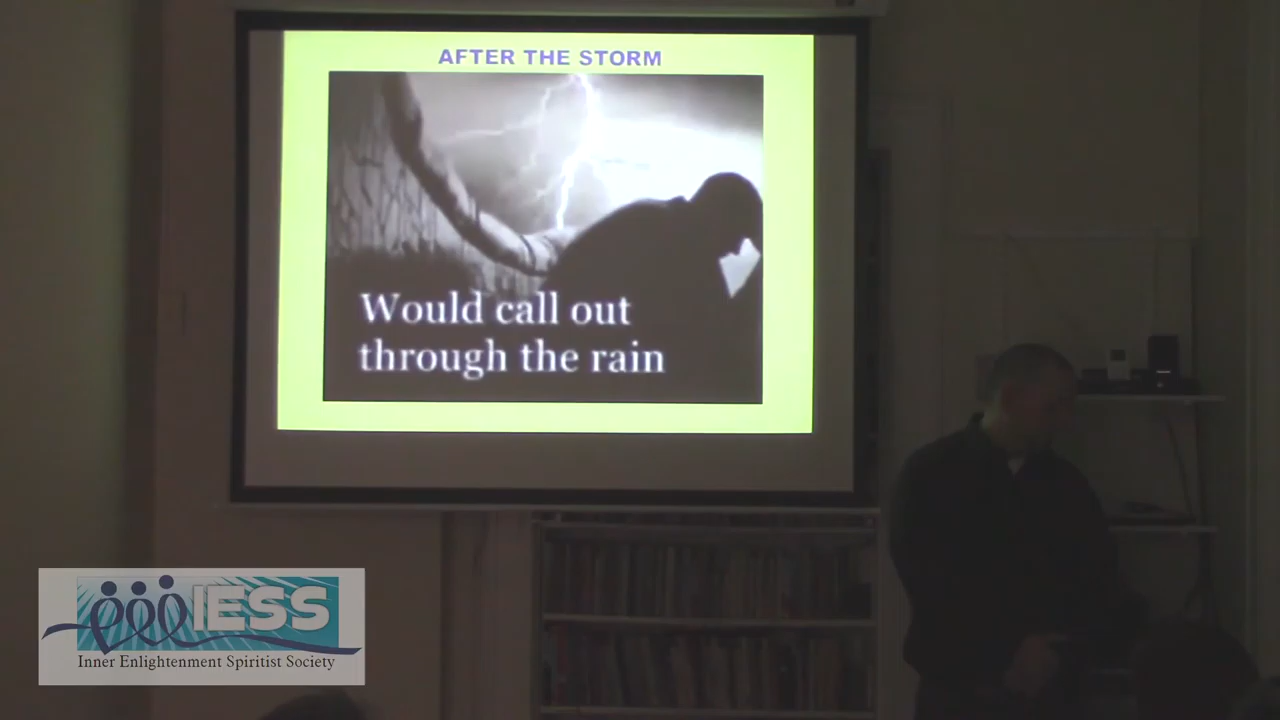 AFTER THE STORM
Would call out
through the rain
IESS
Inner Enlightenment Spiritist Society